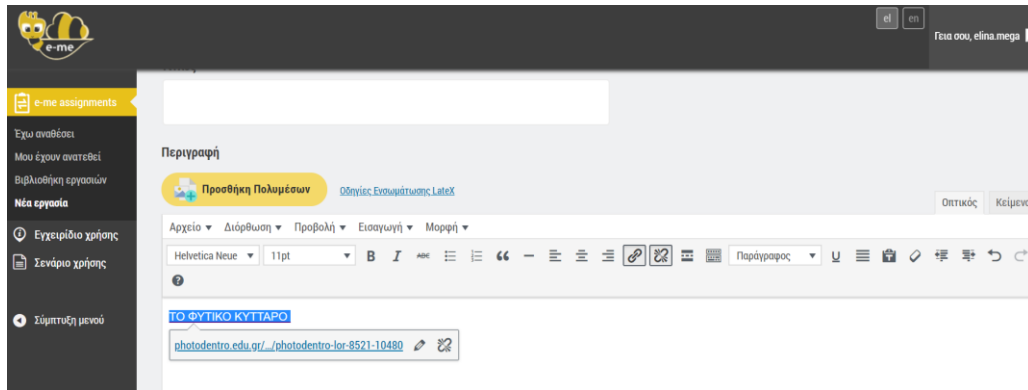 e-me
el en
Γεια σου, elina.mega
e-me assignments
Έχω αναθέσει
Μου έχουν ανατεθεί
Βιβλιοθήκη εργασιών
Νέα εργασία
Εγχειρίδιο χρήσης
Σενάριο χρήσης
Σύμπτυξη μενού
Περιγραφή
Προσθήκη Πολυμέσων
Οδηγίες Ενσωμάτωσης LateX
Οπτικός Κείμενο
Αρχείο Διόρθωση Προβολή Εισαγωγή Μορφή
Helvetica Neue 11pt B I ABC Παράγραφος U
ΤΟ ΦΥΤΙΚΟ ΚΥΤΤΑΡΟ
photodentro.edu.gr/.../photodentro-lor-8521-10480